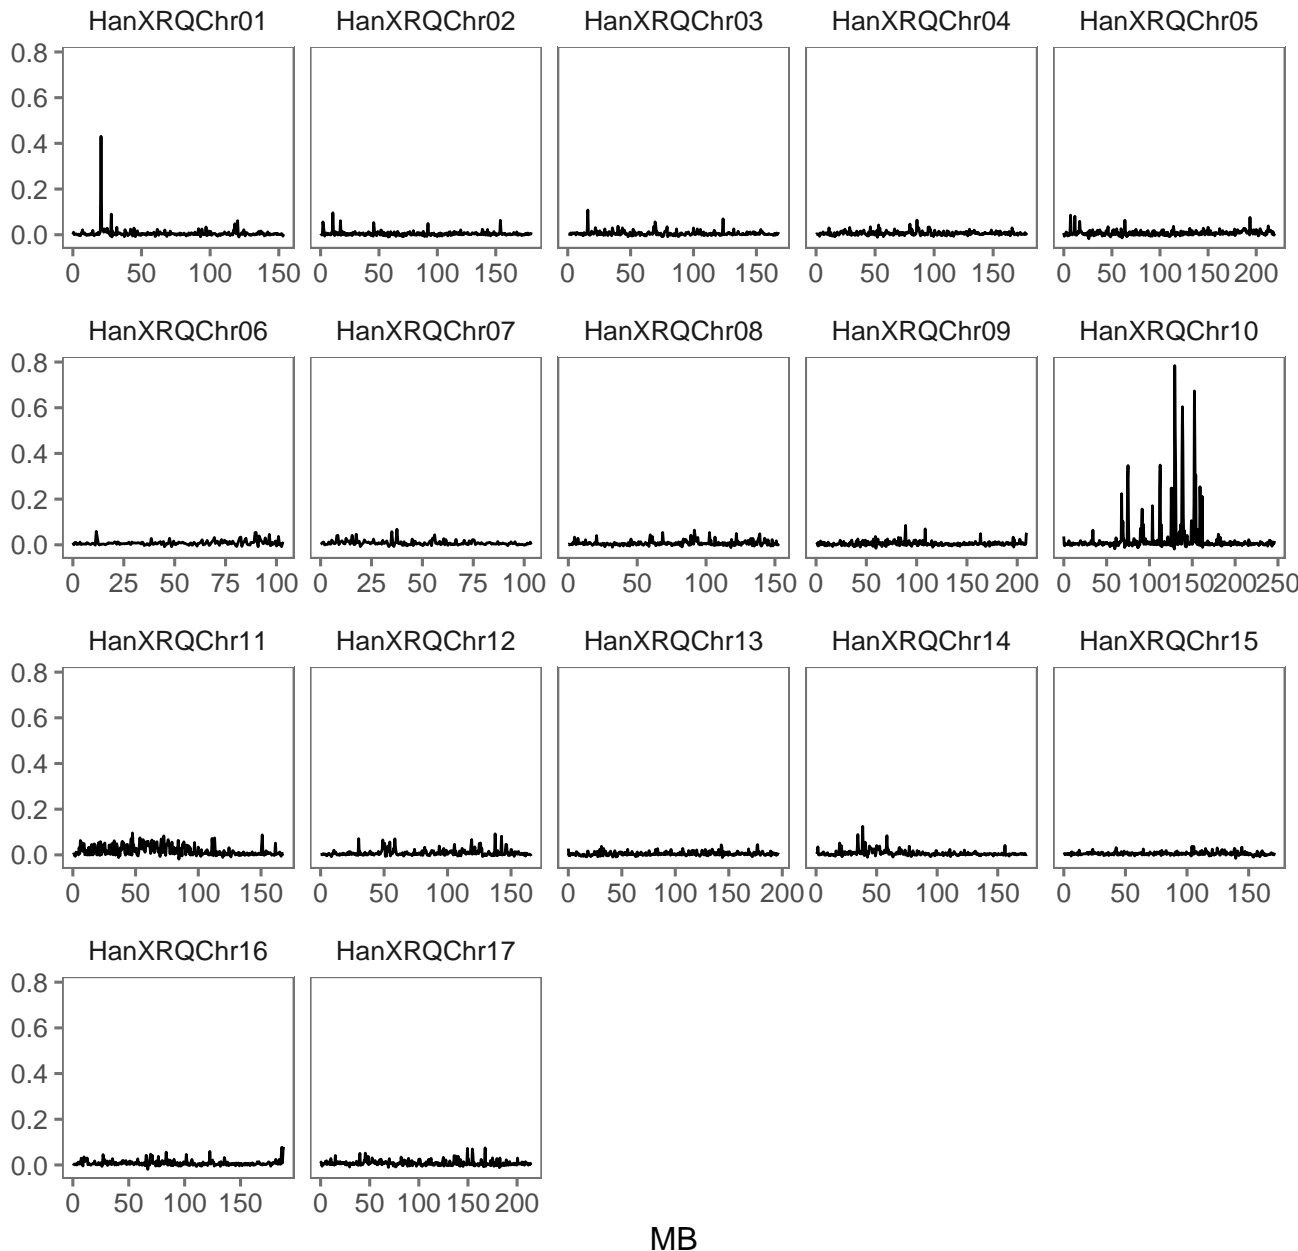 HanXRQChr01 HanXRQChr02 HanXRQChr03 HanXRQChr04 HanXRQChr05
0.8
0.6
0.4
0.2
0.0
0 50 100 150 0 50 100 150 0 50 100 150 0 50 100 150 0 50 100 150 200
HanXRQChr06 HanXRQChr07 HanXRQChr08 HanXRQChr09 HanXRQChr10
0.8
0.6
0.4
0.2
0.0
0 25 50 75 100 0 25 50 75 100 0 50 100 150 0 50 100 150 200 0 50 100 150 200 250
HanXRQChr11 HanXRQChr12 HanXRQChr13 HanXRQChr14 HanXRQChr15
0.8
0.6
0.4
0.2
0.0
0 50 100 150 0 50 100 150 0 50 100 150 200 0 50 100 150 0 50 100 150
HanXRQChr16 HanXRQChr17
0.8
0.6
0.4
0.2
0.0
0 50 100 150 0 50 100 150 200
MB